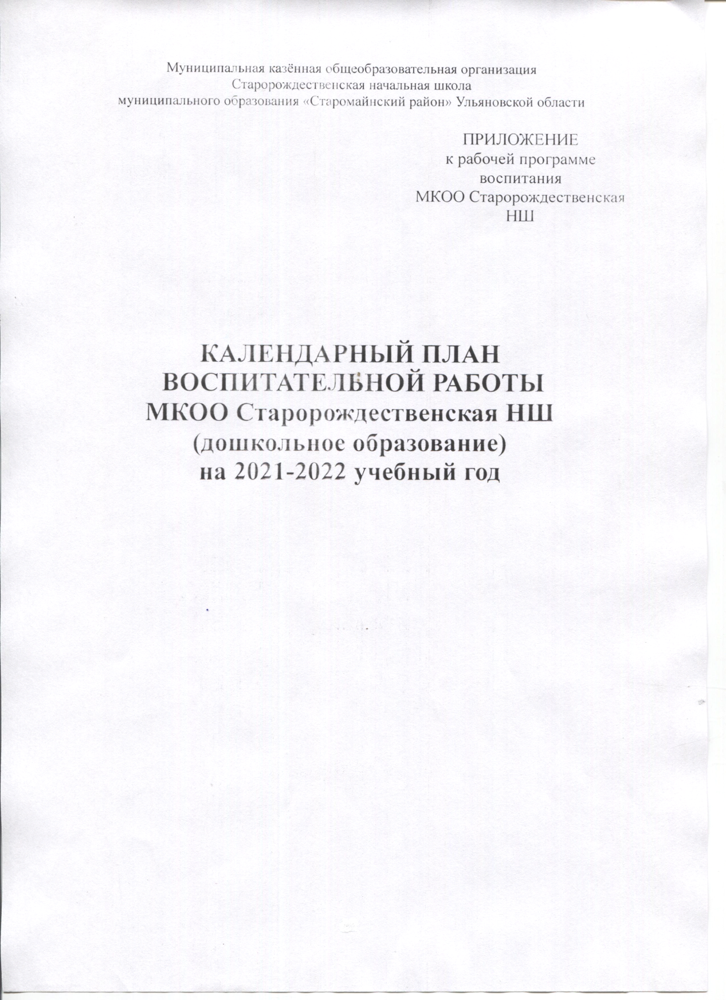 Муниципальная казённая общеобразовательная организация
Старорождественская начальная школа
муниципального образования «Старомайнский район» Ульяновской области
ПРИЛОЖЕНИЕ
к рабочей программе
воспитания
МКОО Старорождественская
НШ
КАЛЕНДАРНЫЙ ПЛАН
ВОСПИТАТЕЛЬНОЙ РАБОТЫ
МКОО Старорождественская НШ
(дошкольное образование)
на 2021-2022 учебный год